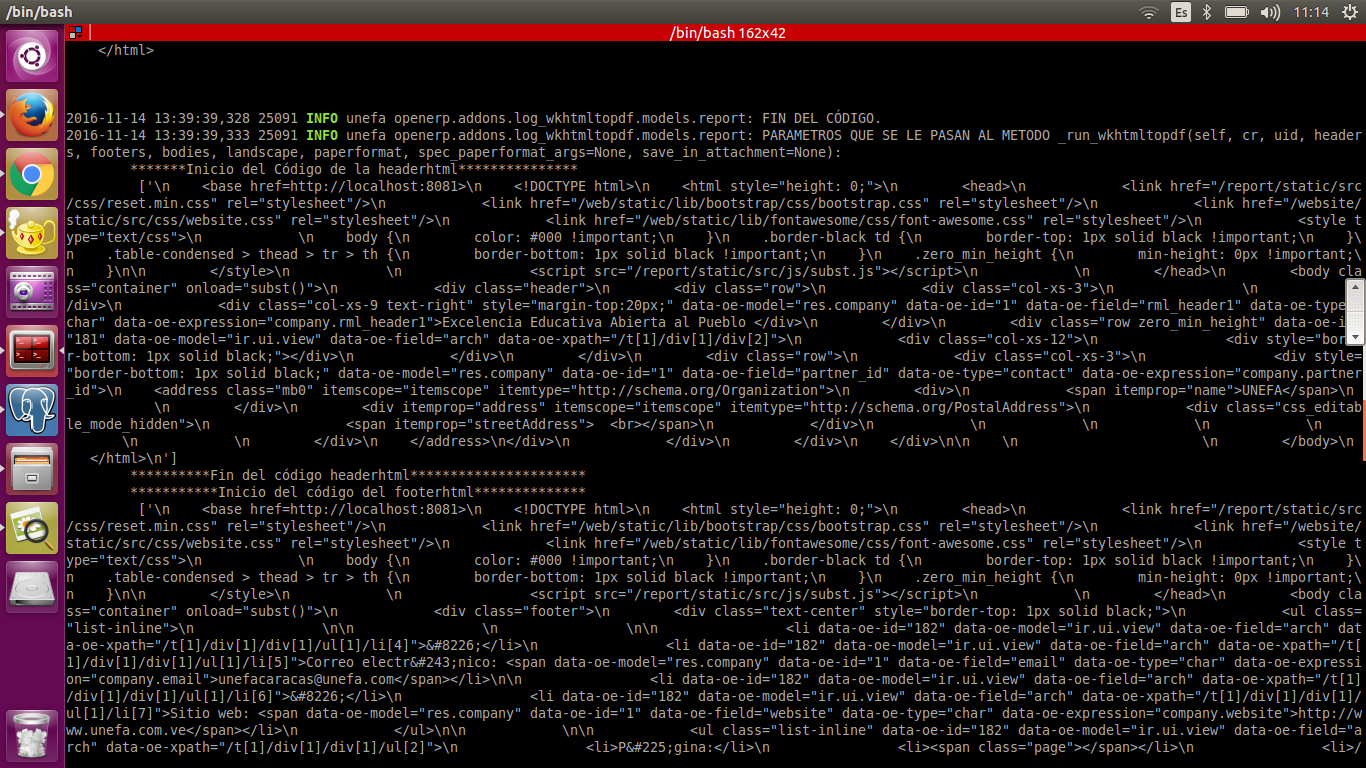 /bin/bash
Es
11:14
/bin/bash 162x42
    </html>
2016-11-14 13:39:39,328 25091 INFO unefa openerp.addons.log_wkhtmltopdf.models.report: FIN DEL CÓDIGO.
2016-11-14 13:39:39,333 25091 INFO unefa openerp.addons.log_wkhtmltopdf.models.report: PARAMETROS QUE SE LE PASAN AL METODO _run_wkhtmltopdf(self, cr, uid, header
s, footers, bodies, landscape, paperformat, spec_paperformat_args=None, save_in_attachment=None):
        *******Inicio del Código de la headerhtml***************
         ['\n    <base href=http://localhost:8081>\n    <!DOCTYPE html>\n    <html style="height: 0;">\n        <head>\n            <link href="/report/static/src
/css/reset.min.css" rel="stylesheet"/>\n            <link href="/web/static/lib/bootstrap/css/bootstrap.css" rel="stylesheet"/>\n            <link href="/website/
static/src/css/website.css" rel="stylesheet"/>\n            <link href="/web/static/lib/fontawesome/css/font-awesome.css" rel="stylesheet"/>\n            <style t
ype="text/css">\n            \n    body {\n        color: #000 !important;\n    }\n    .border-black td {\n        border-top: 1px solid black !important;\n    }\
n    .table-condensed > thead > tr > th {\n        border-bottom: 1px solid black !important;\n    }\n    .zero_min_height {\n        min-height: 0px !important;\
n    }\n\n        </style>\n            \n                <script src="/report/static/src/js/subst.js"></script>\n            \n        </head>\n        <body cla
ss="container" onload="subst()">\n            <div class="header">\n            <div class="row">\n            <div class="col-xs-3">\n            \n            <
/div>\n            <div class="col-xs-9 text-right" style="margin-top:20px;" data-oe-model="res.company" data-oe-id="1" data-oe-field="rml_header1" data-oe-type="
char" data-oe-expression="company.rml_header1">Excelencia Educativa Abierta al Pueblo </div>\n        </div>\n            <div class="row zero_min_height" data-oe-i
"181" data-oe-model="ir.ui.view" data-oe-field="arch" data-oe-xpath="/t[1]/div[1]/div[2]">\n            <div class="col-xs-12">\n            <div style="bor
r-bottom: 1px solid black;"></div>\n            </div>\n        </div>\n            <div class="row">\n            <div class="col-xs-3">\n            <div style=
"border-bottom: 1px solid black;" data-oe-model="res.company" data-oe-id="1" data-oe-field="partner_id" data-oe-type="contact" data-oe-expression="company.partner
_id">\n    <address class="mb0" itemscope="itemscope" itemtype="http://schema.org/Organization">\n        <div>\n                <span itemprop="name">UNEFA</span>\n
           \n        </div>\n        <div itemprop="address" itemscope="itemscope" itemtype="http://schema.org/PostalAddress">\n            <div class="css_editab
le_mode_hidden">\n                <span itemprop="streetAddress">  <br></span>\n            </div>\n            \n            \n            \n            \n
       \n            \n        </div>\n    </address>\n</div>\n            </div>\n        </div>\n    </div>\n\n    \n                        \n        </body>\n
   </html>\n']
        **********Fin del código headerhtml**********************
        ***********Inicio del código del footerhtml**************
         ['\n    <base href=http://localhost:8081>\n    <!DOCTYPE html>\n    <html style="height: 0;">\n        <head>\n            <link href="/report/static/src
/css/reset.min.css" rel="stylesheet"/>\n            <link href="/web/static/lib/bootstrap/css/bootstrap.css" rel="stylesheet"/>\n            <link href="/website/
static/src/css/website.css" rel="stylesheet"/>\n            <link href="/web/static/lib/fontawesome/css/font-awesome.css" rel="stylesheet"/>\n            <style t
ype="text/css">\n            \n    body {\n        color: #000 !important;\n    }\n    .border-black td {\n        border-top: 1px solid black !important;\n    }\
n    .table-condensed > thead > tr > th {\n        border-bottom: 1px solid black !important;\n    }\n    .zero_min_height {\n        min-height: 0px !important;\
n    }\n\n        </style>\n            \n                <script src="/report/static/src/js/subst.js"></script>\n            \n        </head>\n        <body cla
ss="container" onload="subst()">\n            <div class="footer">\n        <div class="text-center" style="border-top: 1px solid black;">\n            <ul class=
"list-inline">\n            \n\n            \n                \n\n                <li data-oe-id="182" data-oe-model="ir.ui.view" data-oe-field="arch" dat
a-oe-xpath="/t[1]/div[1]/div[1]/ul[1]/li[4]">&#8226;</li>\n                <li data-oe-id="182" data-oe-model="ir.ui.view" data-oe-field="arch" data-oe-xpath="/t[
1]/div[1]/div[1]/ul[1]/li[5]">Correo electr&#243;nico: <span data-oe-model="res.company" data-oe-id="1" data-oe-field="email" data-oe-type="char" data-oe-expressi
on="company.email">unefacaracas@unefa.com</span></li>\n\n                <li data-oe-id="182" data-oe-model="ir.ui.view" data-oe-field="arch" data-oe-xpath="/t[1]
/div[1]/div[1]/ul[1]/li[6]">&#8226;</li>\n                <li data-oe-id="182" data-oe-model="ir.ui.view" data-oe-field="arch" data-oe-xpath="/t[1]/div[1]/div[1]/
ul[1]/li[7]">Sitio web: <span data-oe-model="res.company" data-oe-id="1" data-oe-field="website" data-oe-type="char" data-oe-expression="company.website">http://w
ww.unefa.com.ve</span></li>\n            </ul>\n\n            \n\n            <ul class="list-inline" data-oe-id="182" data-oe-model="ir.ui.view" data-oe-field="a
rch" data-oe-xpath="/t[1]/div[1]/div[1]/ul[2]">\n                <li>P&#225;gina:</li>\n                <li><span class="page"></span></li>\n                <li>/